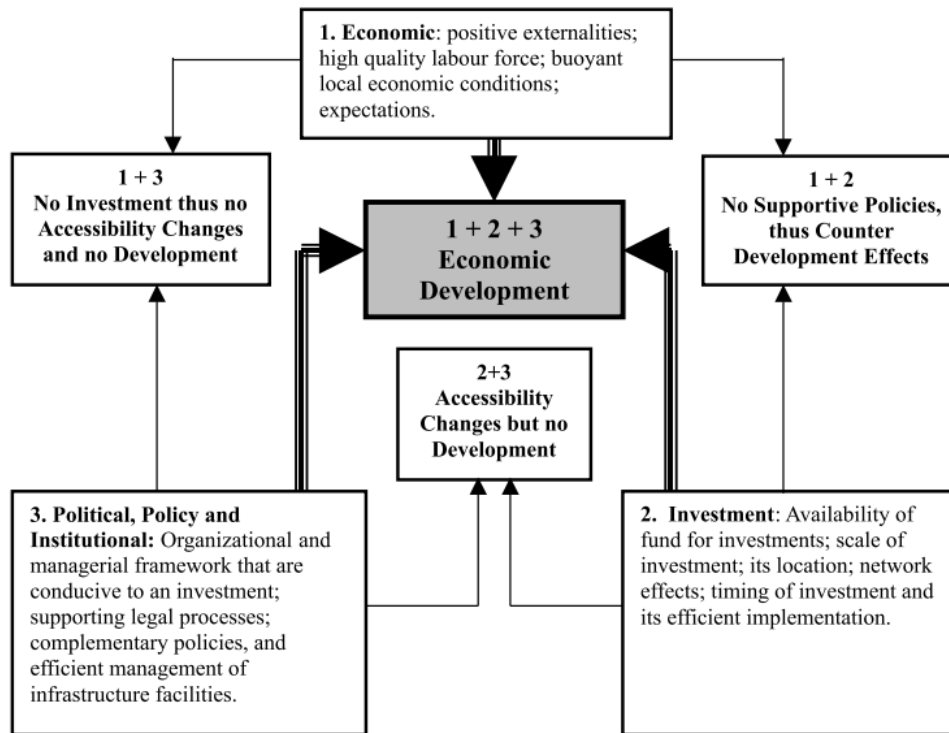 1. Economic: positive externalities;
high quality labour force; buoyant
local economic conditions;
expectations.
1 + 3
No Investment thus no
Accessibility Changes
and no Development
1 + 2 + 3
Economic
Development
1 + 2
No Supportive Policies,
thus Counter
Development Effects
2+3
Accessibility
Changes but no
Development
3. Political, Policy and
Institutional: Organizational and
managerial framework that are
conducive to an investment;
supporting legal processes;
complementary policies, and
efficient management of
infrastructure facilities.
2. Investment: Availability of
fund for investments; scale of
investment; its location; network
effects; timing of investment and
its efficient implementation.